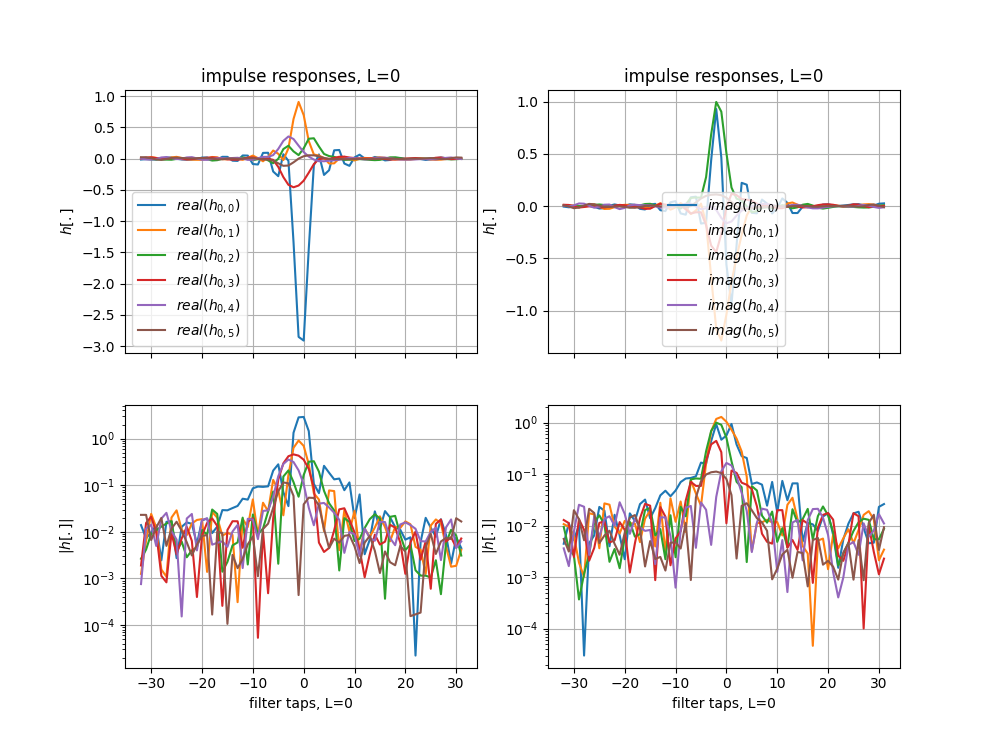 impulse responses, L=0
impulse responses, L=0
1.0
0.5
0.0
−0.5
−1.0
−1.5
−2.0
−2.5
−3.0
h[.]
real(h0,0)
real(h0,1)
real(h0,2)
real(h0,3)
real(h0,4)
real(h0,5)
1.0
0.5
0.0
−0.5
−1.0
h[.]
imag(h0,0)
imag(h0,1)
imag(h0,2)
imag(h0,3)
imag(h0,4)
imag(h0,5)
10^0
10^−1
10^−2
10^−3
10^−4
|h[.]|
−30 −20 −10 0 10 20 30
filter taps, L=0
10^0
10^−1
10^−2
10^−3
10^−4
|h[.]|
−30 −20 −10 0 10 20 30
filter taps, L=0